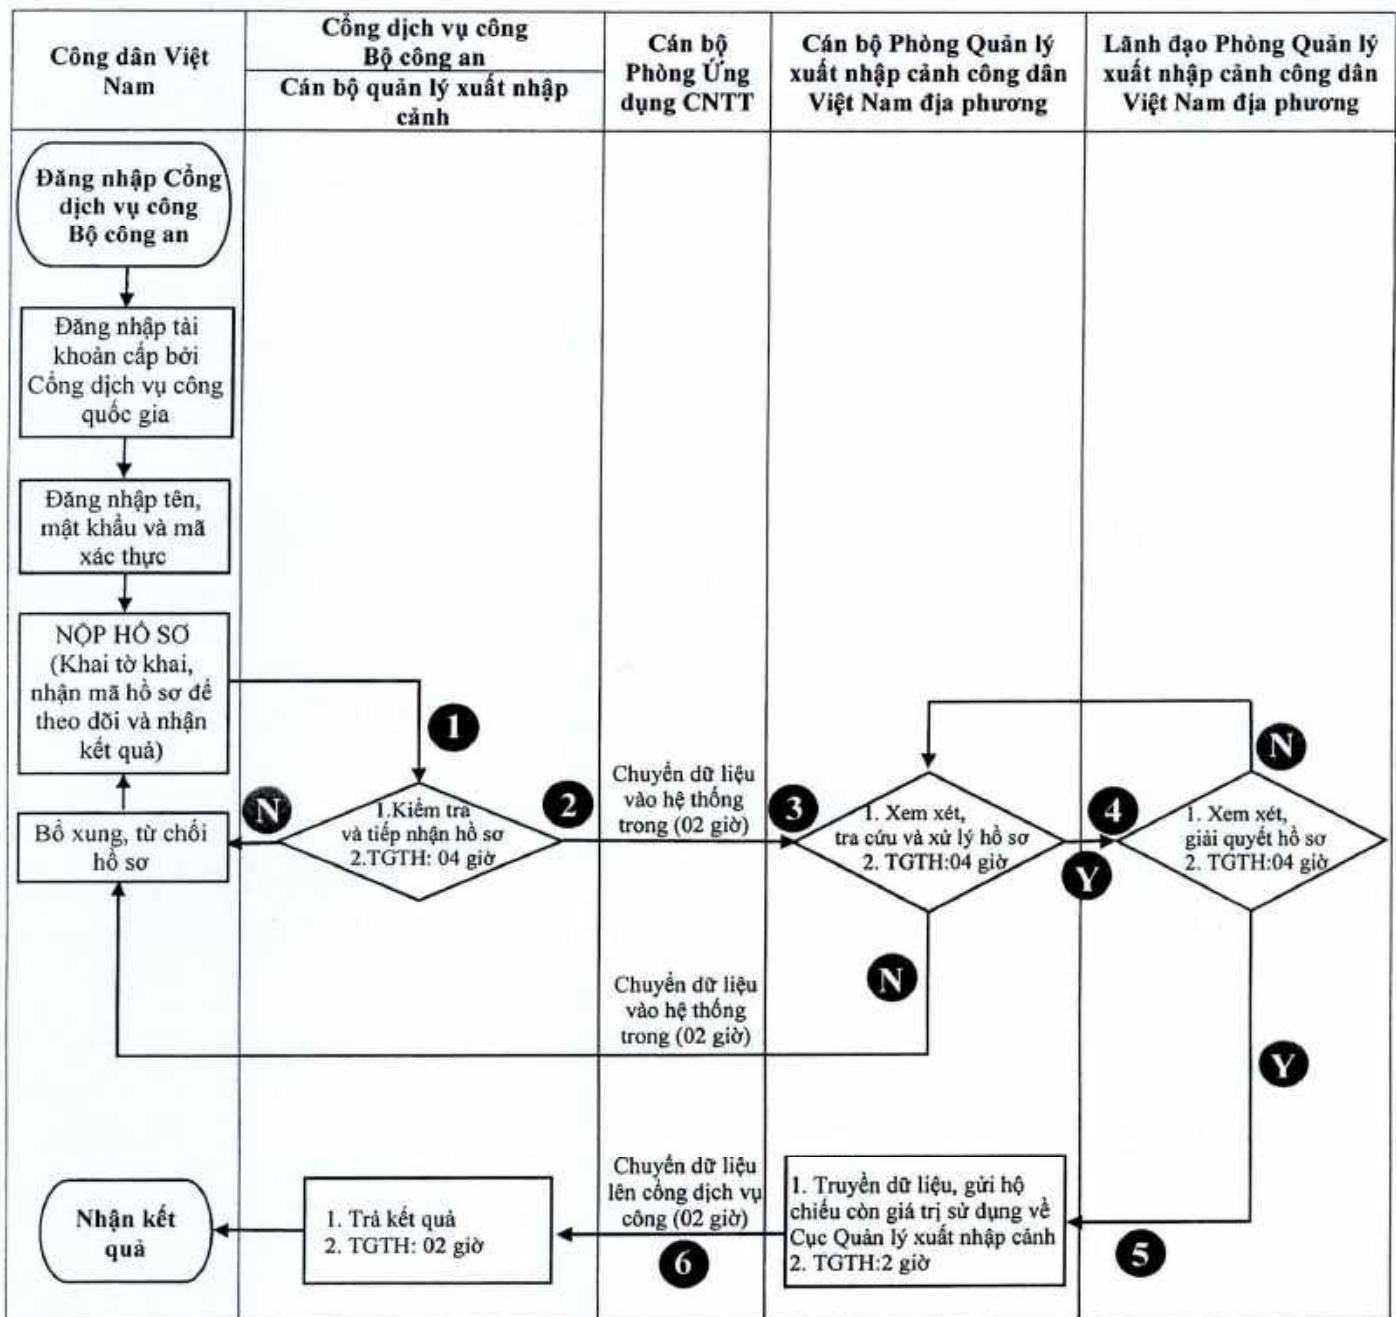 Công dân Việt
Nam
Cổng dịch vụ công
Bộ công an
Cán bộ quản lý xuất nhập
cảnh
Cán bộ
Phòng Ứng
dụng CNTT
Cán bộ Phòng Quản lý
xuất nhập cảnh công dân
Việt Nam địa phương
Lãnh đạo Phòng Quản lý
xuất nhập cảnh công dân
Việt Nam địa phương
Đăng nhập Cổng
dịch vụ công
Bộ công an
Đăng nhập tài
khoản cấp bởi
Cổng dịch vụ công
quốc gia
Đăng nhập tên,
mật khẩu và mã
xác thực
NỘP HỒ SƠ
(Khai tờ khai,
nhận mã hồ sơ để
theo dõi và nhận
kết quả)
1
N
Bổ xung, từ chối
hồ sơ
N
1.Kiểm tra
và tiếp nhận hồ sơ
2.TGTH: 04 giờ
2
Chuyển dữ liệu
vào hệ thống
trong (02 giờ)
3
1. Xem xét,
tra cứu và xử lý hồ sơ
2. TGTH:04 giờ
4
Y
1. Xem xét,
giải quyết hồ sơ
2. TGTH:04 giờ
N
Chuyển dữ liệu
vào hệ thống
trong (02 giờ)
Y
Nhận kết
quả
1. Trả kết quả
2. TGTH: 02 giờ
Chuyển dữ liệu
lên cổng dịch vụ
công (02 giờ)
6
1. Truyền dữ liệu, gửi hộ
chiếu còn giá trị sử dụng về
Cục Quản lý xuất nhập cảnh
2. TGTH:2 giờ
5